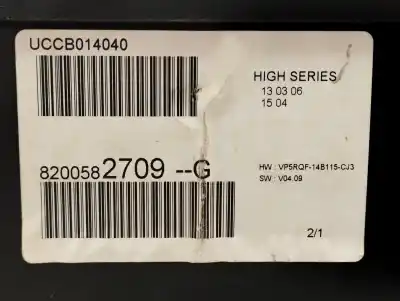 UCCB014040
HIGH SERIES
13 03 06
15 04
8200582709 --G
HW : VP5RQF-14B115-CJ3
SW : V04.09
2/1